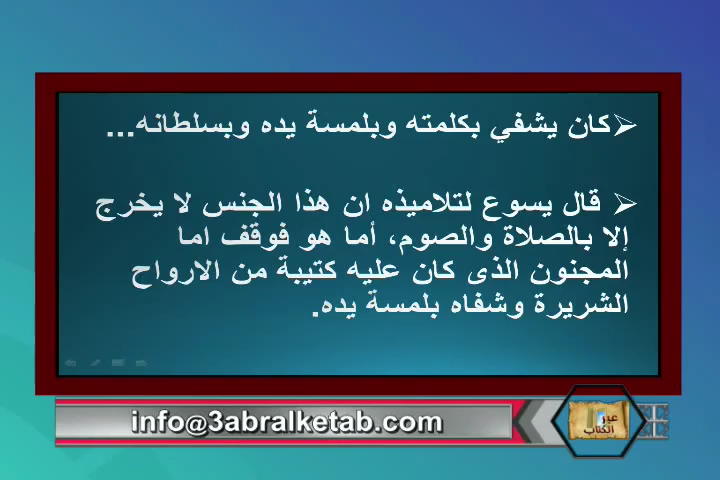 ➢كان يشفي بكلمته وبلمسة يده وبسلطانه...
➢ قال يسوع لتلاميذه ان هذا الجنس لا يخرج
إلا بالصلاة والصوم، أما هو فوقف اما
المجنون الذى كان عليه كتيبة من الارواح
الشريرة وشفاه بلمسة يده.
info@3abralketab.com
عبر
الكتاب